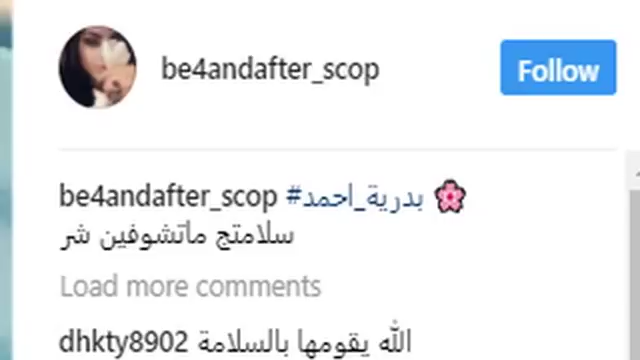 be4andafter_scop
Follow
be4andafter_scop #بدرية_احمد 🌸
سلامتج ماتشوفين شر
Load more comments
dhkty8902 الله يقومها بالسلامة